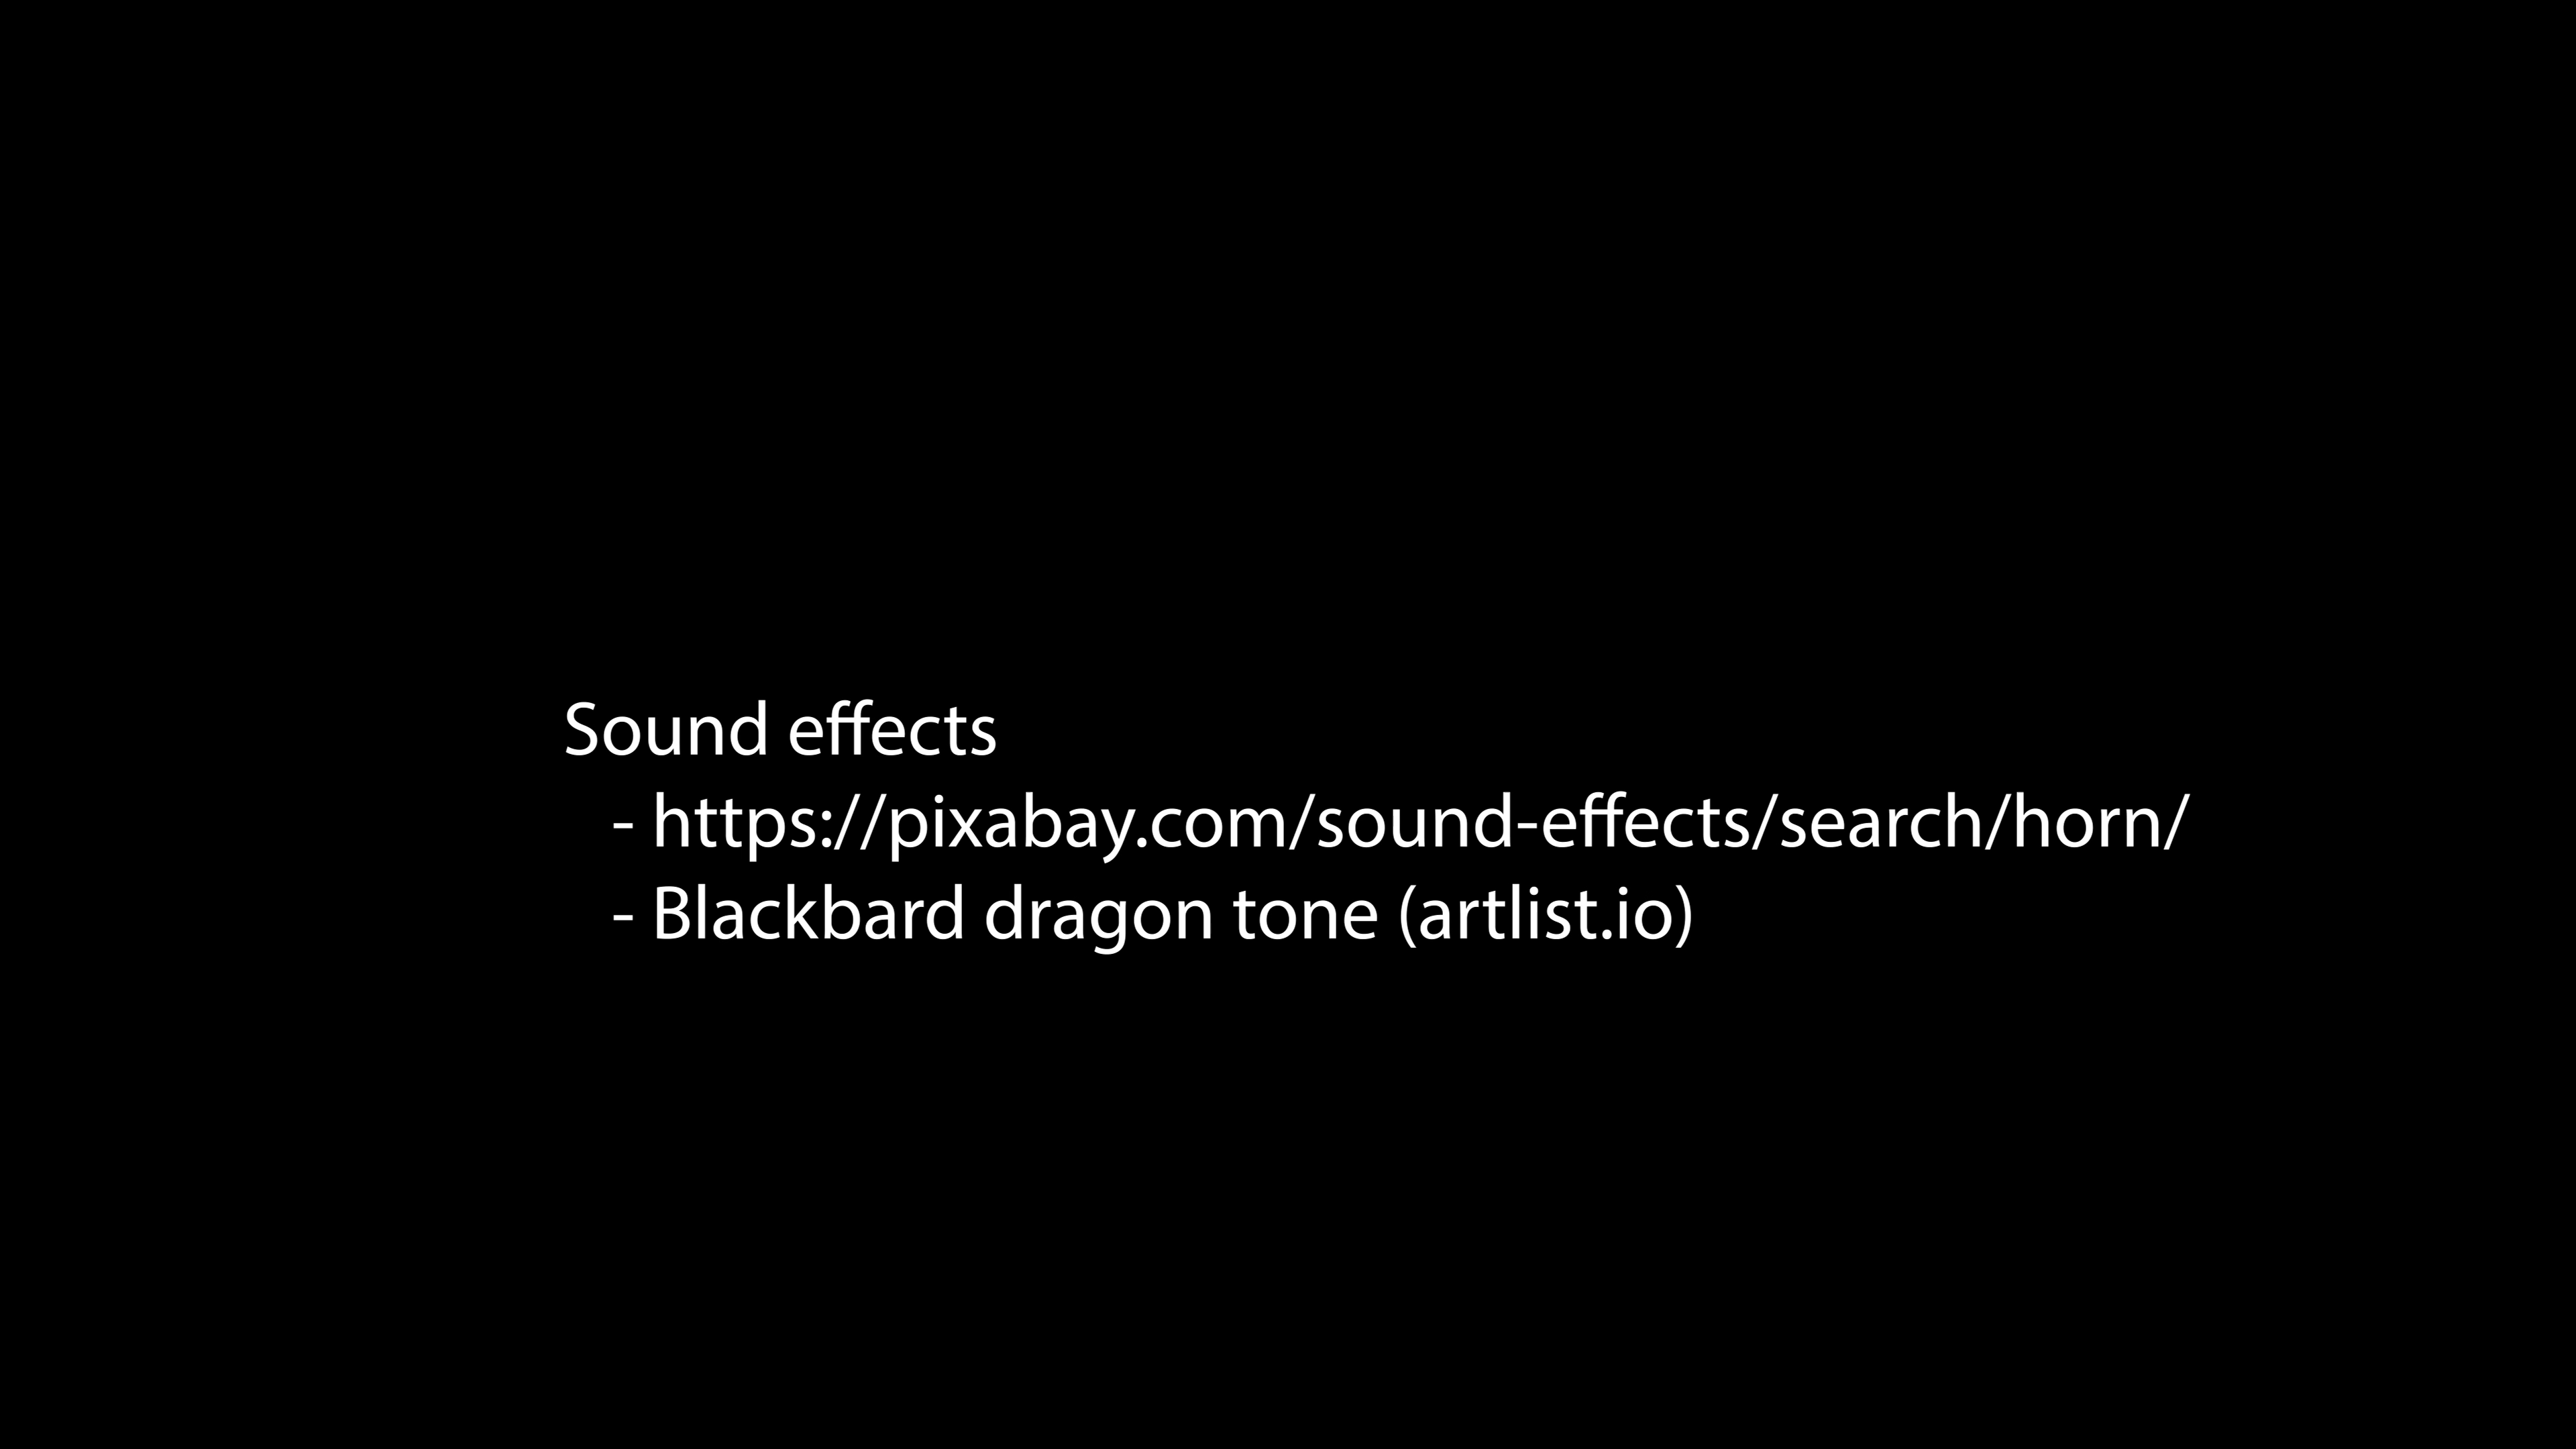 Sound effects
- https://pixabay.com/sound-effects/search/horn/
- Blackbard dragon tone (artlist.io)